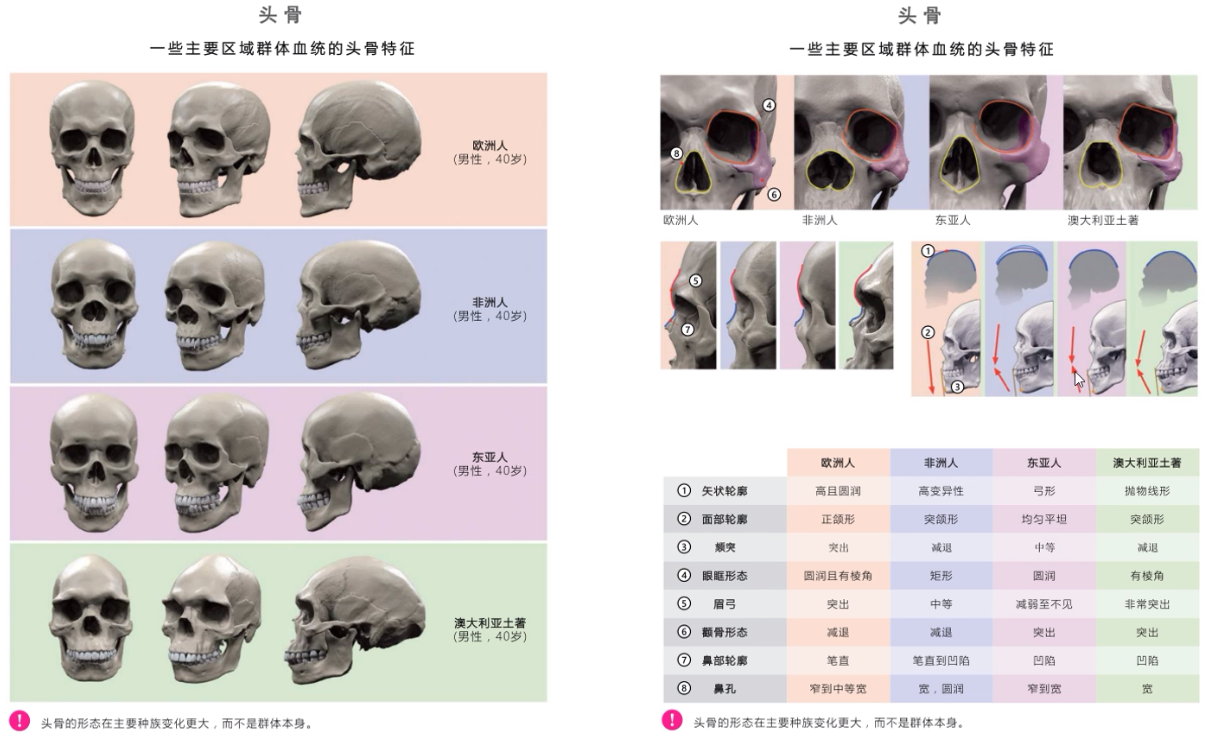 头骨
一些主要区域群体血统的头骨特征
欧洲人
(男性，40岁)
非洲人
(男性，40岁)
东亚人
(男性，40岁)
澳大利亚土著
(男性，40岁)
! 头骨的形态在主要种族变化更大，而不是群体本身。
头骨
一些主要区域群体血统的头骨特征
4
8
6
欧洲人 非洲人 东亚人 澳大利亚土著
5
7
1
2
3
欧洲人 非洲人 东亚人 澳大利亚土著
1 矢状轮廓 高且圆润 高变异性 弓形 抛物线形
2 面部轮廓 正颌形 突颌形 均匀平坦 突颌形
3 颏突 突出 减退 中等 减退
4 眼眶形态 圆润且有棱角 矩形 圆润 有棱角
5 眉弓 突出 中等 减弱至不见 非常突出
6 颧骨形态 减退 减退 突出 突出
7 鼻部轮廓 笔直 笔直到凹陷 凹陷 凹陷
8 鼻孔 窄到中等宽 宽，圆润 窄到宽 宽
! 头骨的形态在主要种族变化更大，而不是群体本身。